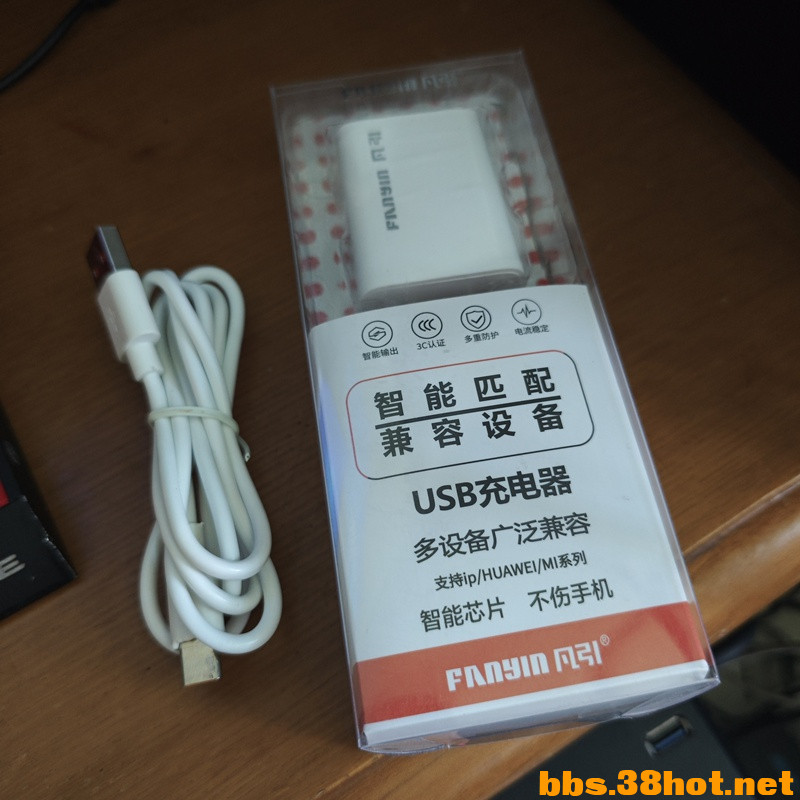 FANYIN 凡引
FANYIN 凡引
智能输出
3C认证
多重防护
电流稳定
智能匹配
兼容设备
USB充电器
多设备广泛兼容
支持ip/HUAWEI/MI系列
智能芯片 不伤手机
FANYIN 凡引®
E
bbs.38hot.net